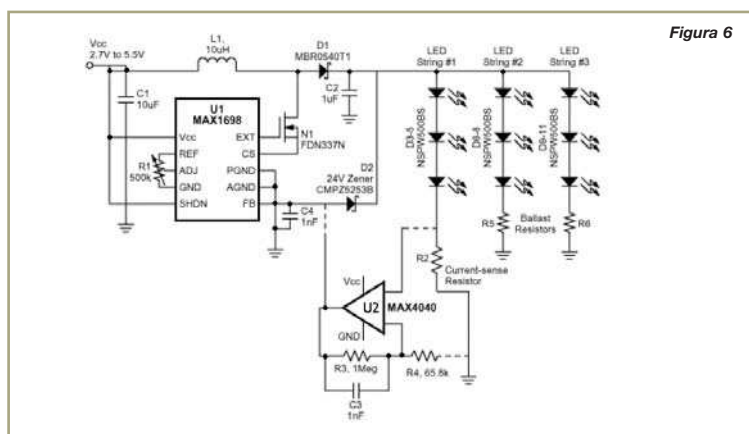 Figura 6
Vcc
2.7V to 5.5V
L1,
10uH
D1
MBR0540T1
LED
String #1
LED
String #2
LED
String #3
C1
10uF
C2
1uF
U1
MAX1698
Vcc
REF
ADJ
GND
SHDN
EXT
CS
PGND
AGND
FB
N1
FDN337N
R1
500k
D2
24V Zener
CMPZ5253B
C4
1nF
D3-5
NSPW500BS
D6-8
NSPW500BS
D9-11
NSPW500BS
R5
Ballast
Resistors
R6
R2
Current-sense
Resistor
Vcc
U2
MAX4040
GND
R3, 1Meg
R4, 65.8k
C3
1nF